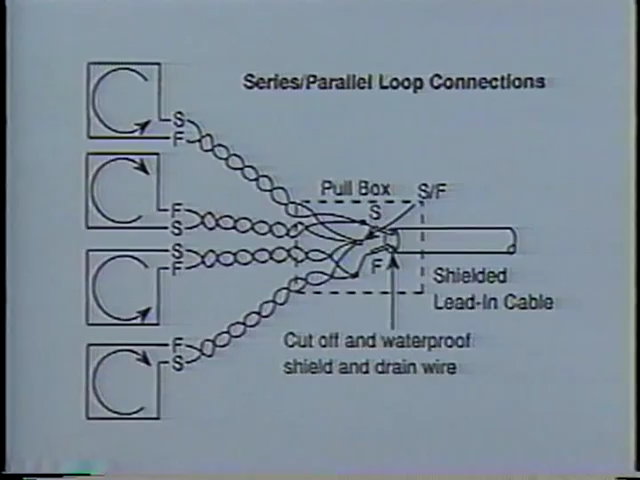 Series/Parallel Loop Connections
S
F
F
S
S
F
F
S
Pull Box
S/F
S
F
Shielded
Lead-In Cable
Cut off and waterproof
shield and drain wire